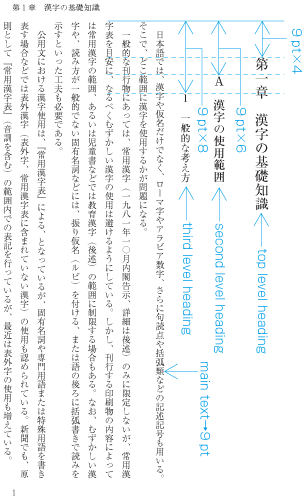 第1章　漢字の基礎知識
9 pt×4
第一章　漢字の基礎知識
top level heading
9 pt×6
A　漢字の使用範囲
second level heading
9 pt×8
1　一般的な考え方
third level heading
main text→9 pt
日本語では，漢字や仮名だけでなく，ローマ字やアラビア数字，さらに句読点や括弧類などの記述記号も用いる。
そこで，どこ範囲に漢字を使用するかが問題になる。
一般的な刊行物にあっては，常用漢字（一九八一年一〇月内閣告示，詳細は後述）のみに限定しないが，常用漢
字表を目安に，なるべくむずかしい漢字の使用は避けるようにしている。しかし，刊行する印刷物の内容によって
は常用漢字の範囲，あるいは児童書などでは教育漢字（後述）の範囲に制限する場合もある。なお，むずかしい漢
字や，読み方が一般的でない固有名詞などには，振り仮名（ルビ）を付ける，または語の後ろに括弧書きで読みを
示すといった工夫も必要である。
公用文における漢字使用は，『常用漢字表』による，となっているが，固有名詞や専門用語または特殊用語を書き
表す場合などでは表外漢字（表外字，常用漢字表に含まれていない漢字）の使用も認められている。新聞でも，原
則として『常用漢字表』（音訓を含む）の範囲内での表記を行っているが，最近は表外字の使用も増えている。
1